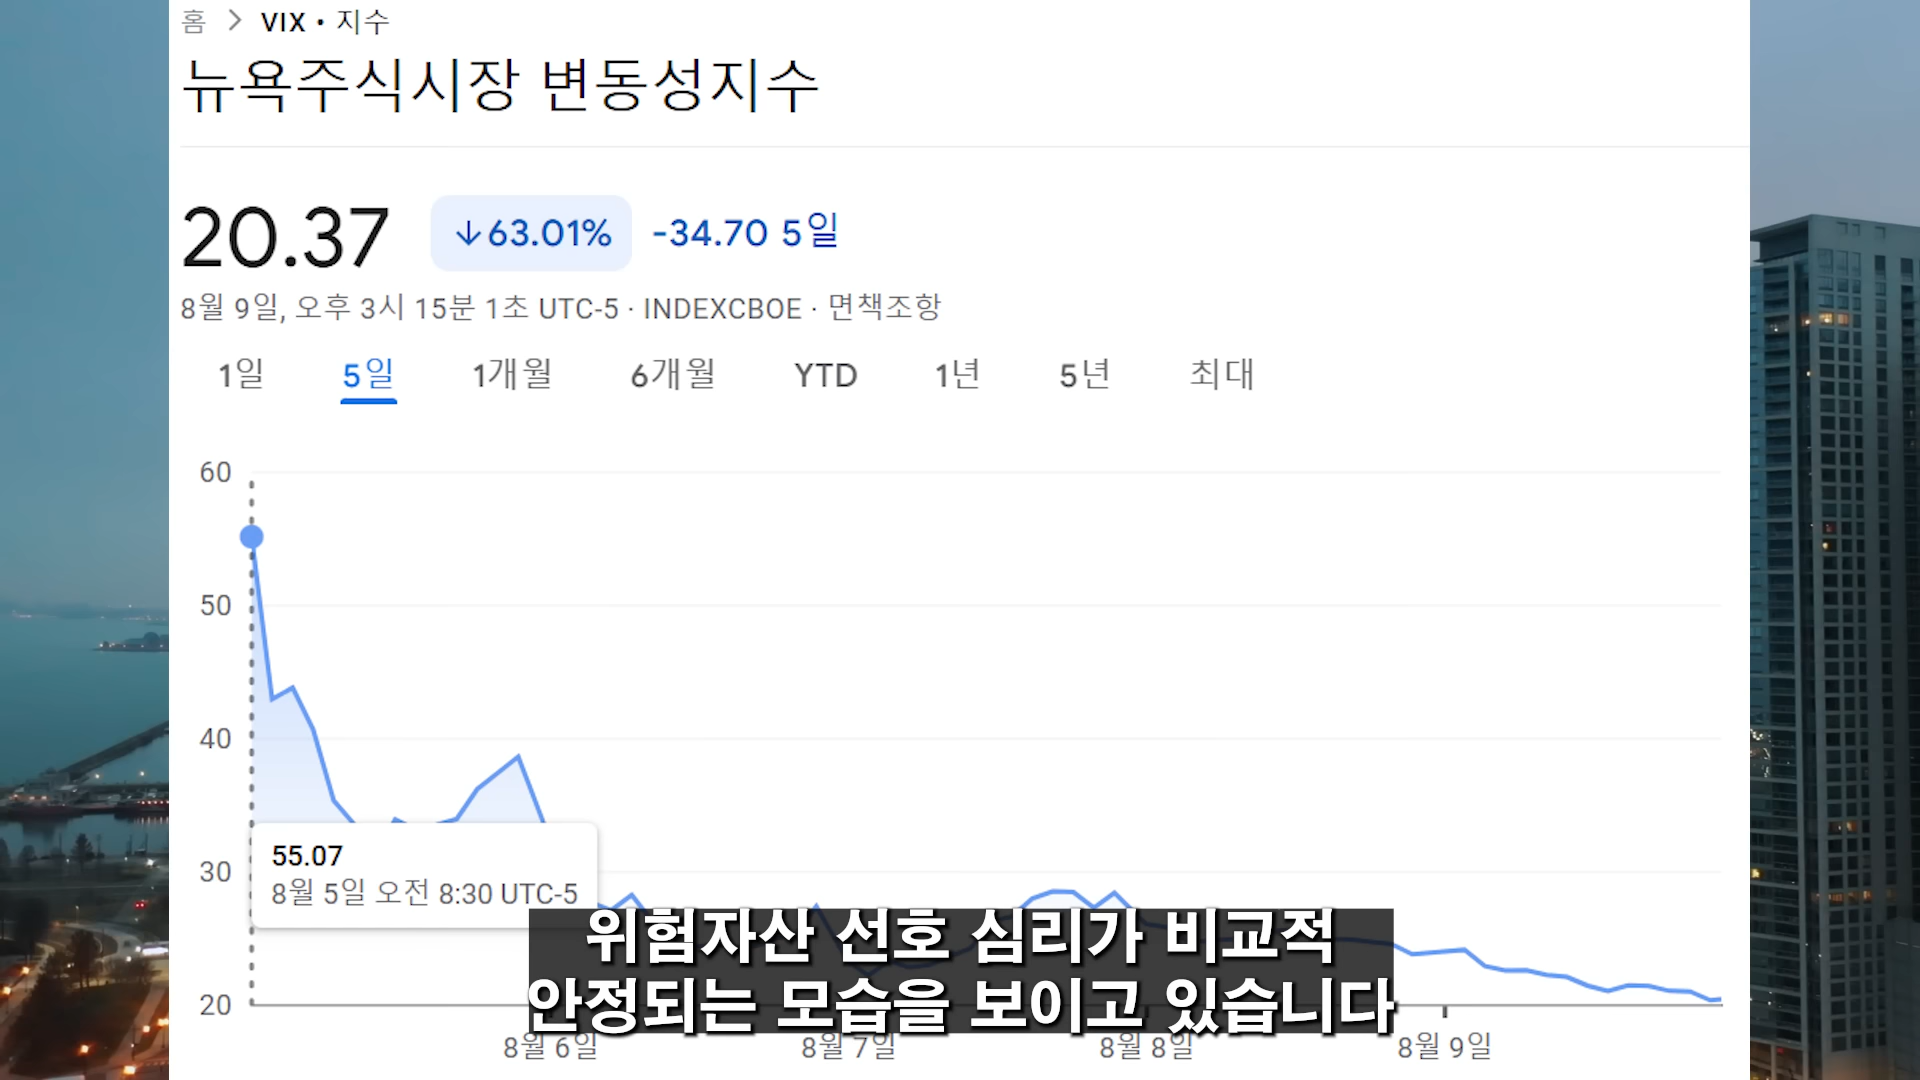 홈 > VIX • 지수
뉴욕주식시장 변동성지수
20.37 ↓63.01% -34.70 5일
8월 9일, 오후 3시 15분 1초 UTC-5 · INDEXCBOE · 면책조항
1일 5일 1개월 6개월 YTD 1년 5년 최대
60
50
40
30
20
55.07
8월 5일 오전 8:30 UTC-5
위험자산 선호 심리가 비교적
안정되는 모습을 보이고 있습니다
8월 6일 8월 7일 8월 8일 8월 9일